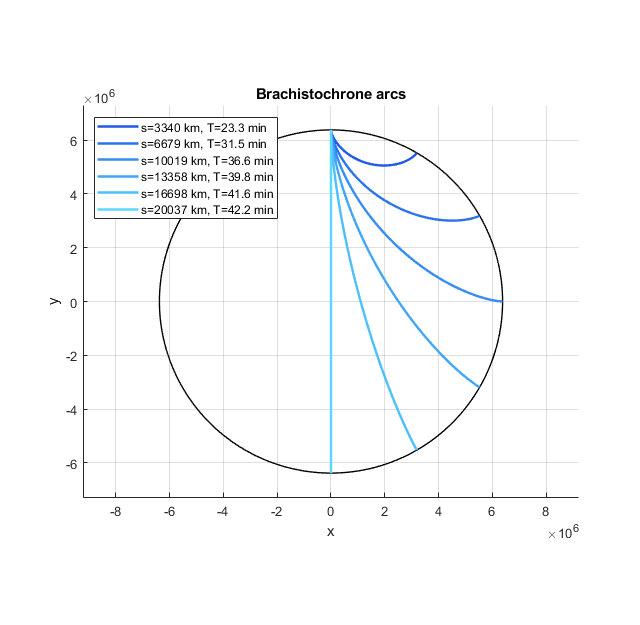 Brachistochrone arcs
×10^6
s=3340 km, T=23.3 min
s=6679 km, T=31.5 min
s=10019 km, T=36.6 min
s=13358 km, T=39.8 min
s=16698 km, T=41.6 min
s=20037 km, T=42.2 min
6
4
2
0
-2
-4
-6
y
-8
-6
-4
-2
0
2
4
6
8
x
×10^6